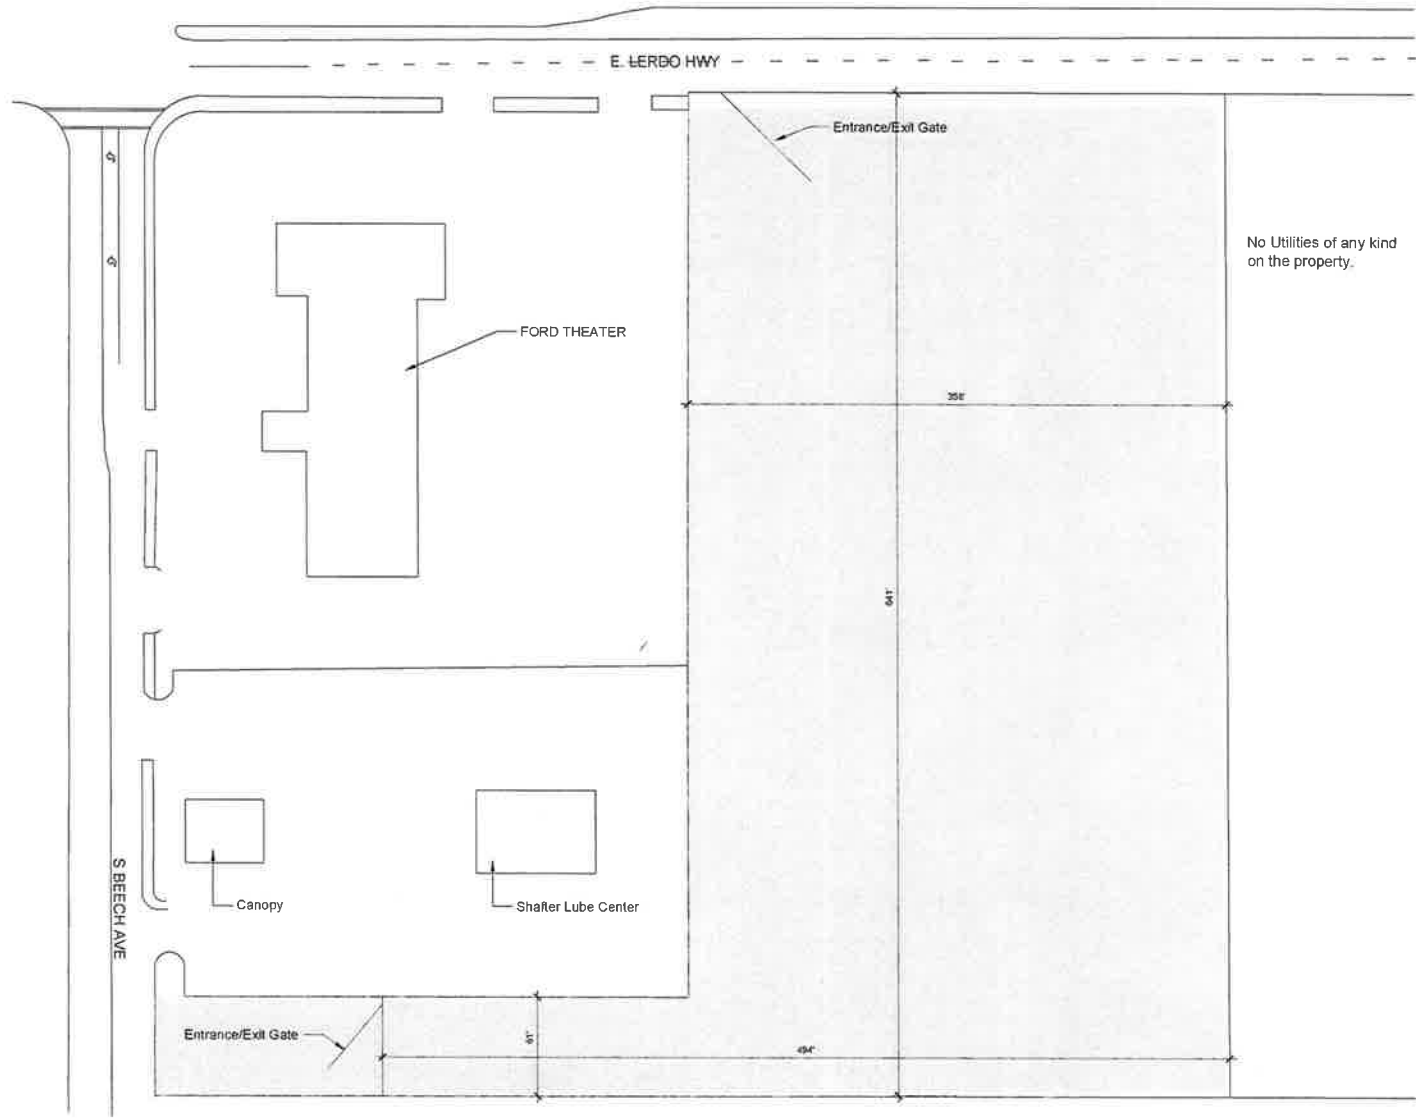 E. LERDO HWY
Entrance/Exit Gate
No Utilities of any kind
on the property.
FORD THEATER
358'
641'
S BEECH AVE
Canopy
Shafter Lube Center
Entrance/Exit Gate
61'
494'